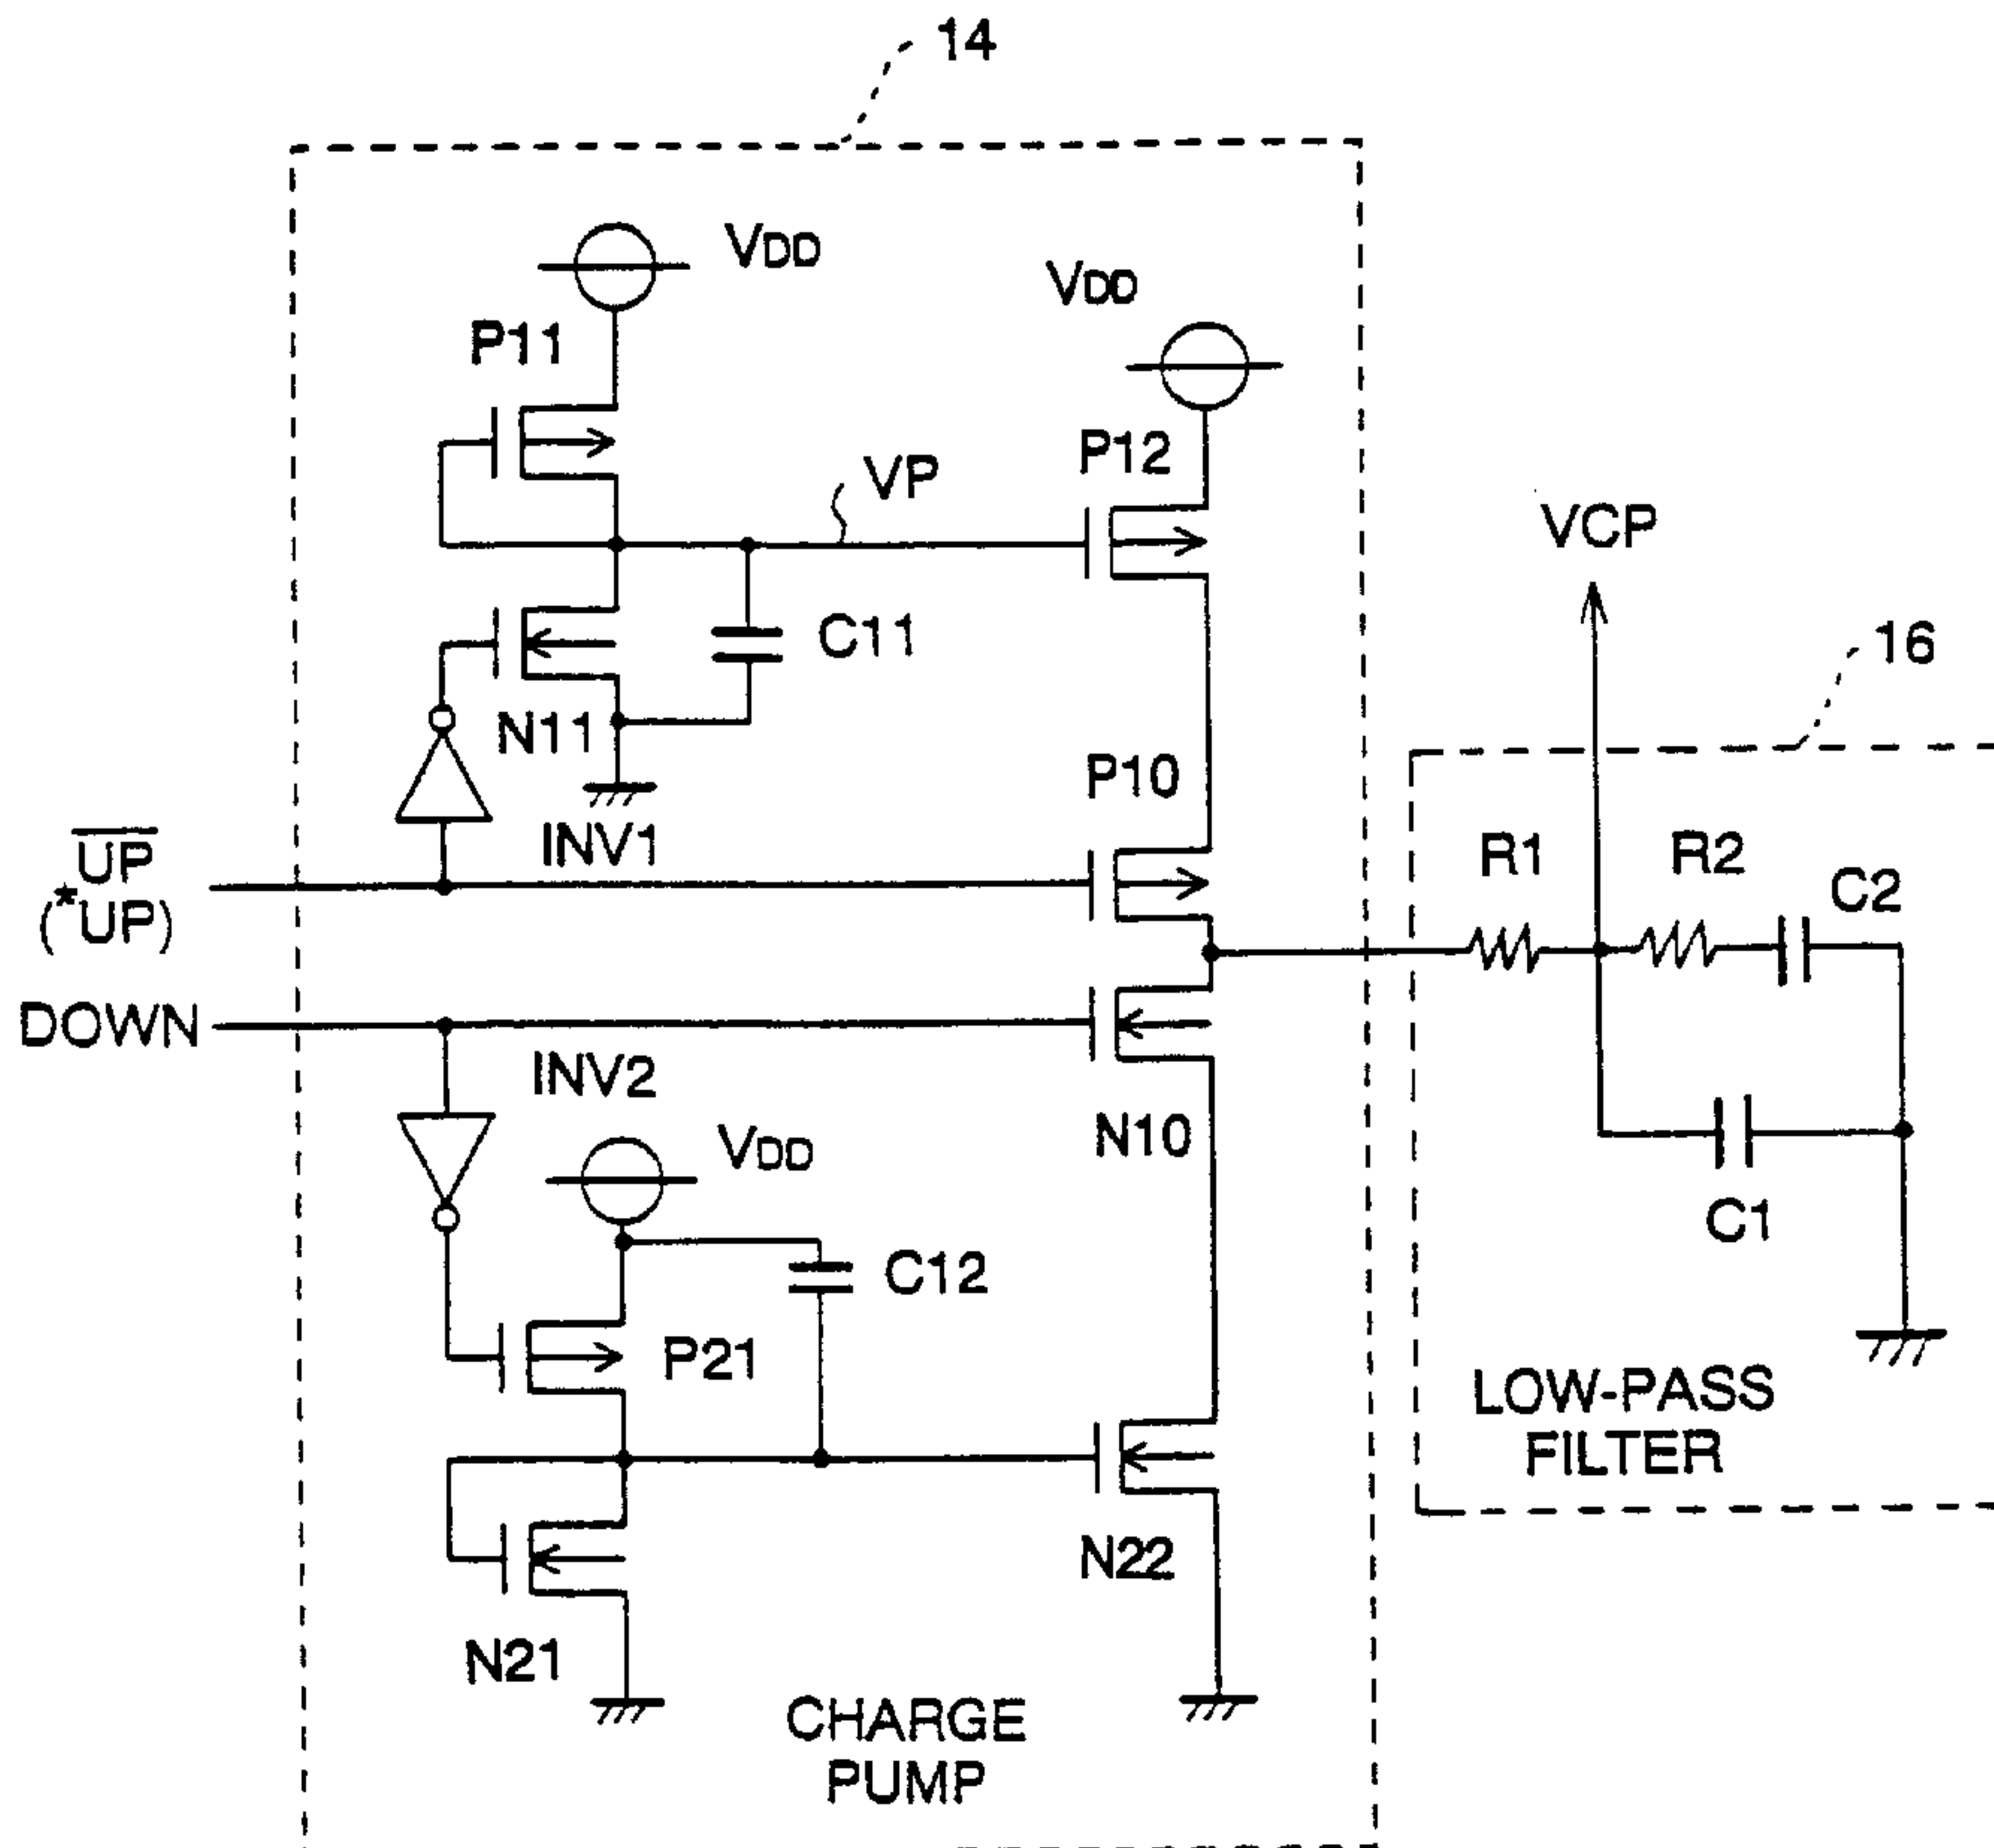 14
VDD
VDD
P11
P12
VP
VCP
C11
16
N11
P10
INV1
UP
(*UP)
R1
R2
C2
DOWN
INV2
N10
VDD
C1
C12
P21
LOW-PASS
FILTER
N22
N21
CHARGE
PUMP